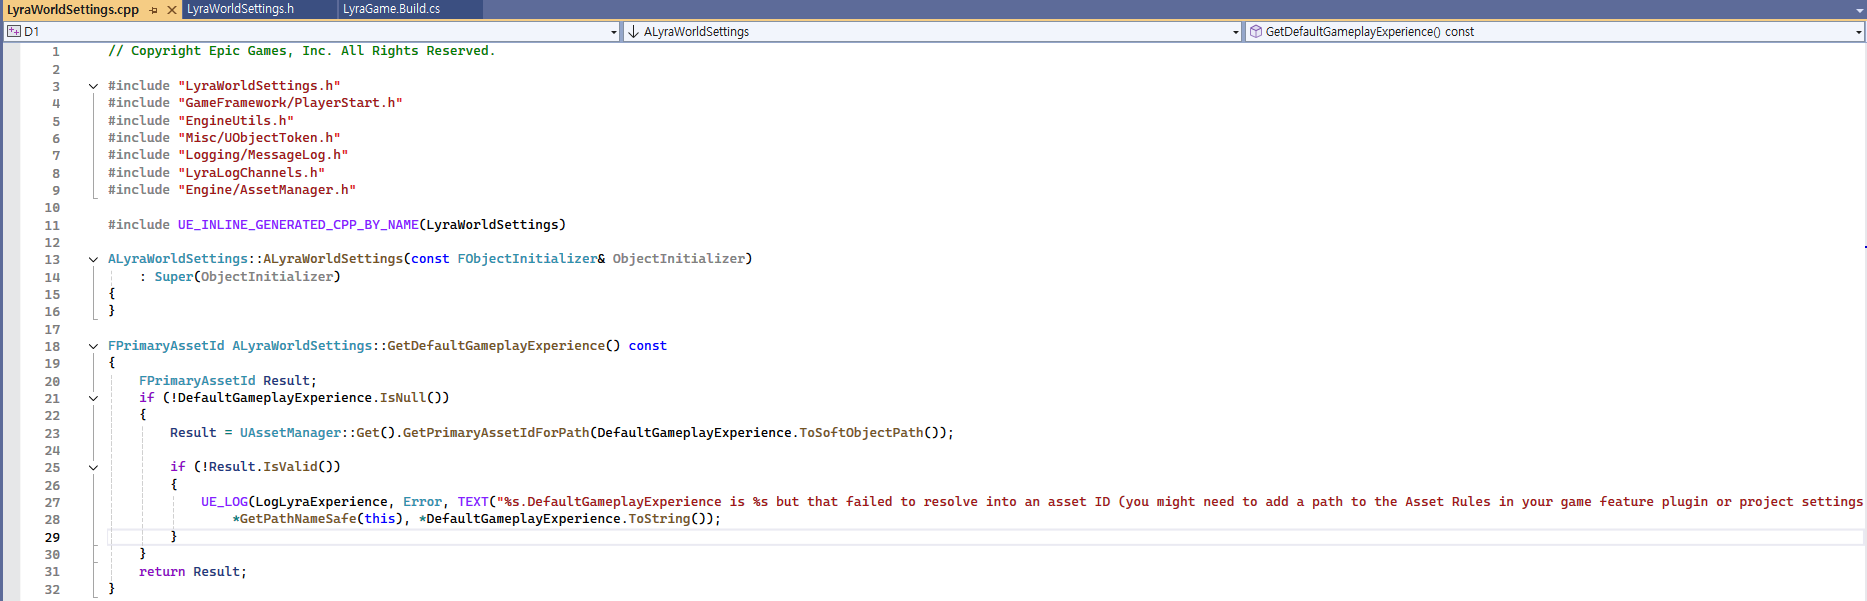 LyraWorldSettings.cpp LyraWorldSettings.h LyraGame.Build.cs
D1 ALyraWorldSettings GetDefaultGameplayExperience() const
1 // Copyright Epic Games, Inc. All Rights Reserved.
2
3 #include "LyraWorldSettings.h"
4 #include "GameFramework/PlayerStart.h"
5 #include "EngineUtils.h"
6 #include "Misc/UObjectToken.h"
7 #include "Logging/MessageLog.h"
8 #include "LyraLogChannels.h"
9 #include "Engine/AssetManager.h"
10
11 #include UE_INLINE_GENERATED_CPP_BY_NAME(LyraWorldSettings)
12
13 ALyraWorldSettings::ALyraWorldSettings(const FObjectInitializer& ObjectInitializer)
14 : Super(ObjectInitializer)
15 {
16 }
17
18 FPrimaryAssetId ALyraWorldSettings::GetDefaultGameplayExperience() const
19 {
20 FPrimaryAssetId Result;
21 if (!DefaultGameplayExperience.IsNull())
22 {
23 Result = UAssetManager::Get().GetPrimaryAssetIdForPath(DefaultGameplayExperience.ToSoftObjectPath());
24
25 if (!Result.IsValid())
26 {
27 UE_LOG(LogLyraExperience, Error, TEXT("%s.DefaultGameplayExperience is %s but that failed to resolve into an asset ID (you might need to add a path to the Asset Rules in your game feature plugin or project settings
28 *GetPathNameSafe(this), *DefaultGameplayExperience.ToString());
29 }
30 }
31 return Result;
32 }